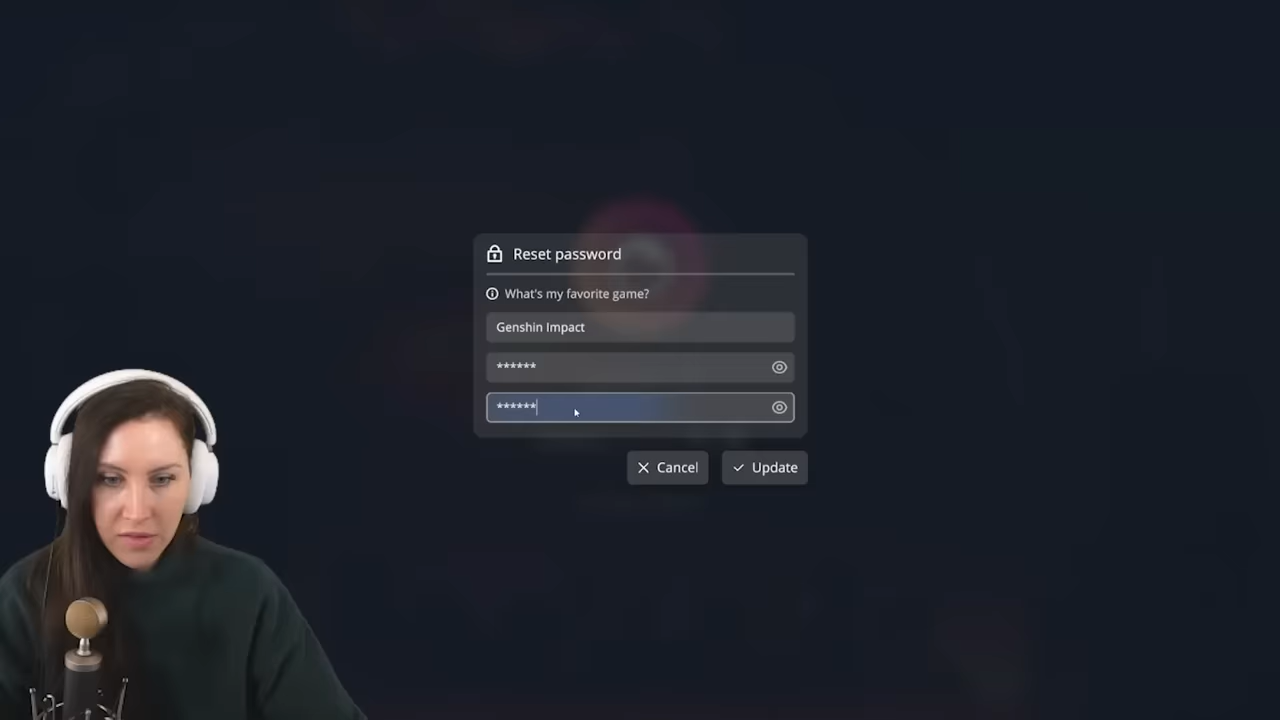 Reset password
What's my favorite game?
Genshin Impact
******
******
Cancel
Update